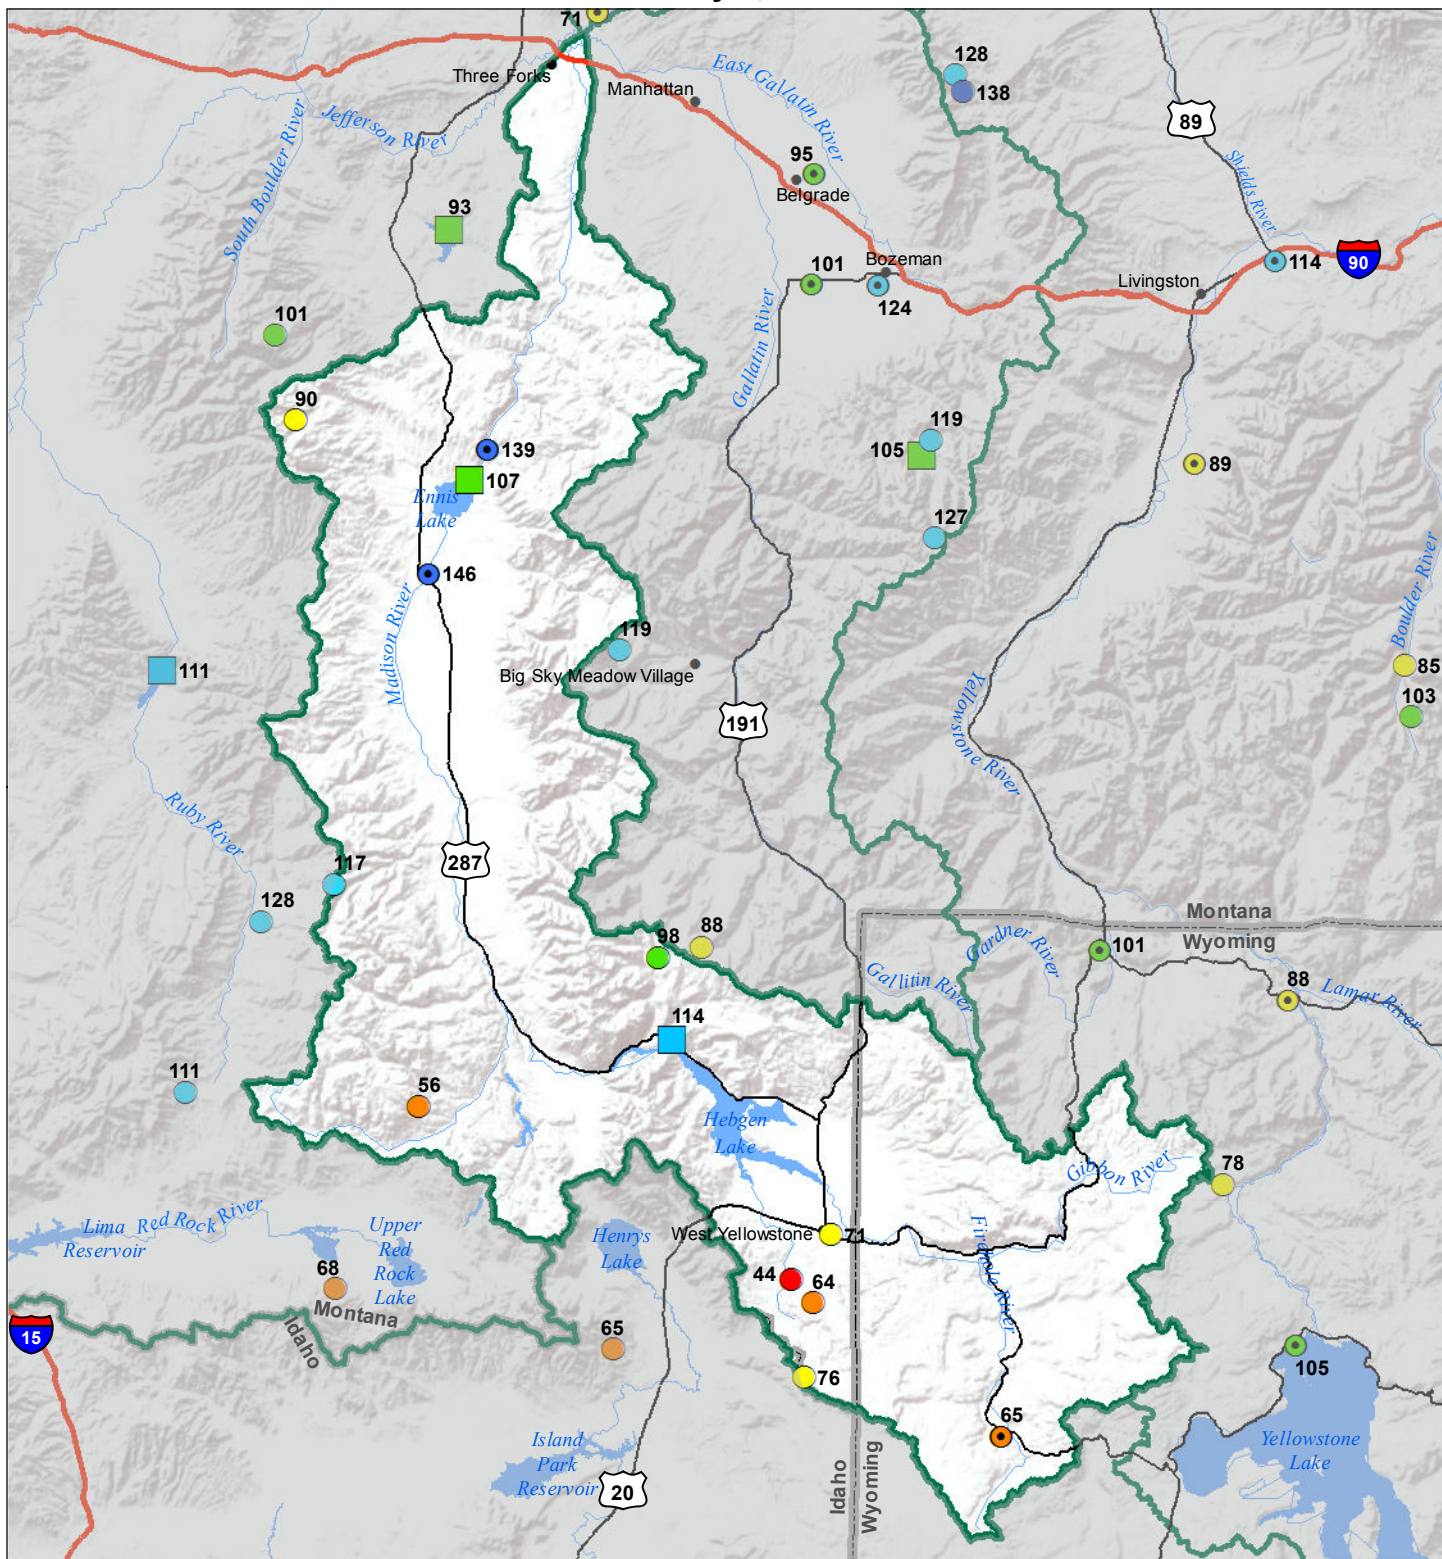 71
128
Three Forks
138
Manhattan
East Gallatin River
89
Jefferson River
95
Shields River
South Boulder River
Belgrade
93
Bozeman
114
90
101
Livingston
124
101
Gallatin River
90
119
139
105
89
107
Ennis
Lake
127
Boulder River
146
Madison River
119
111
Big Sky Meadow Village
85
Yellowstone River
103
191
Ruby River
287
117
128
Montana
Wyoming
98
88
Gardner River
101
Gallitin River
88
Lamar River
114
111
56
Hebgen
Lake
Gibbon River
78
Lima
Reservoir
Red Rock River
Upper
Red
Rock
Lake
Henrys
Lake
West Yellowstone
71
Firehole River
68
44
64
Montana
Idaho
15
65
105
76
65
Island
Park
Reservoir
Yellowstone
Lake
20
Idaho
Wyoming